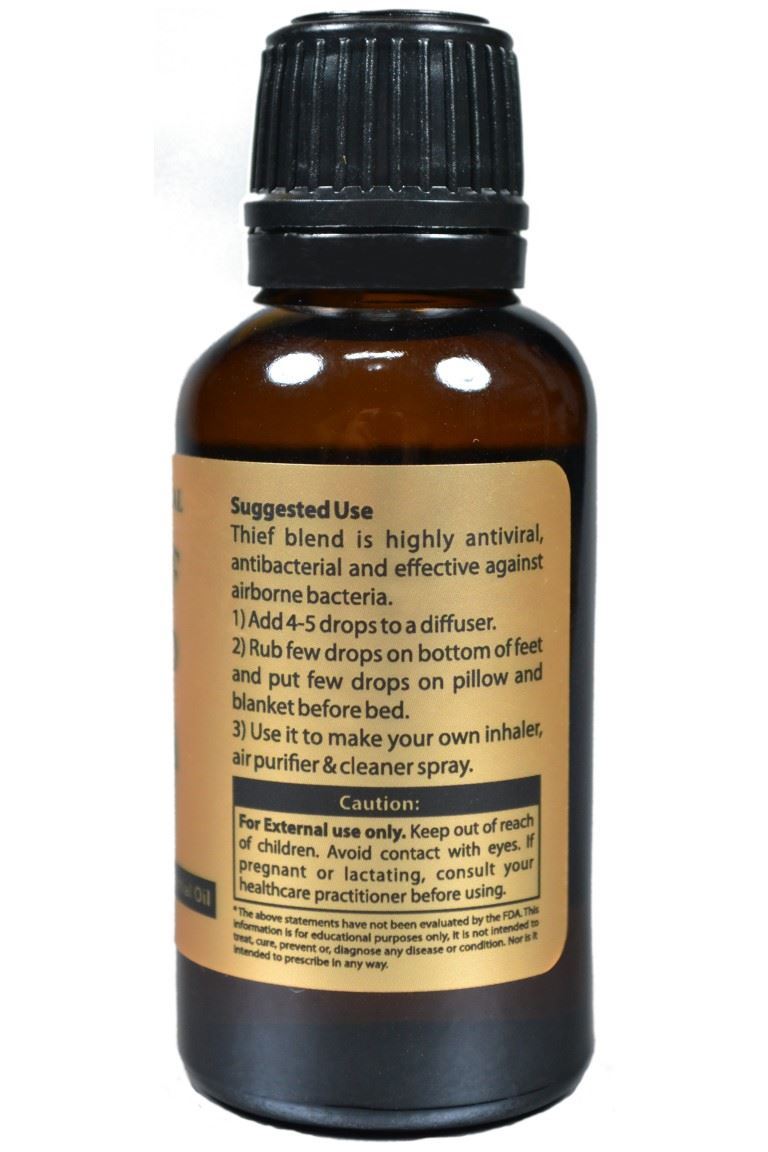 Suggested Use
Thief blend is highly antiviral,
antibacterial and effective against
airborne bacteria.
1) Add 4-5 drops to a diffuser.
2) Rub few drops on bottom of feet
and put few drops on pillow and
blanket before bed.
3) Use it to make your own inhaler,
air purifier & cleaner spray.
Caution:
For External use only. Keep out of reach
of children. Avoid contact with eyes. If
pregnant or lactating, consult your
healthcare practitioner before using.
*The above statements have not been evaluated by the FDA. This
information is for educational purposes only, it is not intended to
treat, cure, prevent or, diagnose any disease or condition. Nor is it
intended to prescribe in any way.
Oil